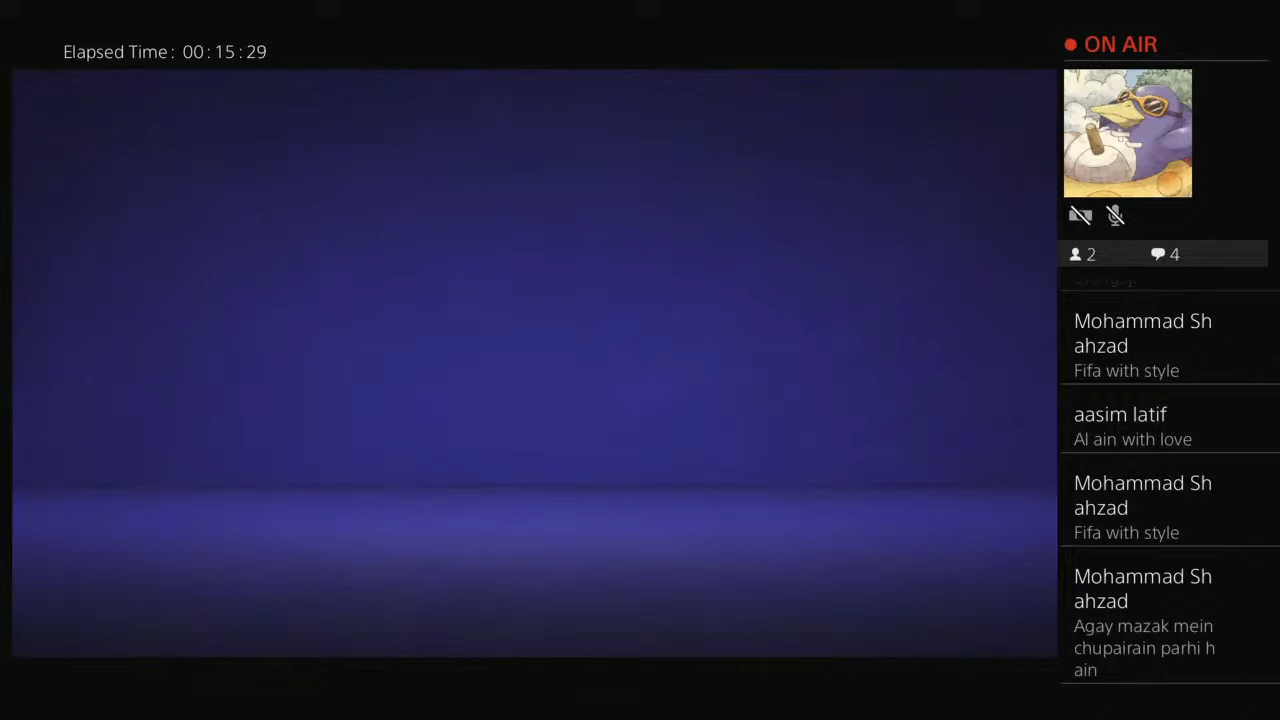 Elapsed Time: 00:15:29
ON AIR
2
4
Mohammad Sh
ahzad
Fifa with style
aasim latif
Al ain with love
Mohammad Sh
ahzad
Fifa with style
Mohammad Sh
ahzad
Agay mazak mein
chupairain parhi h
ain